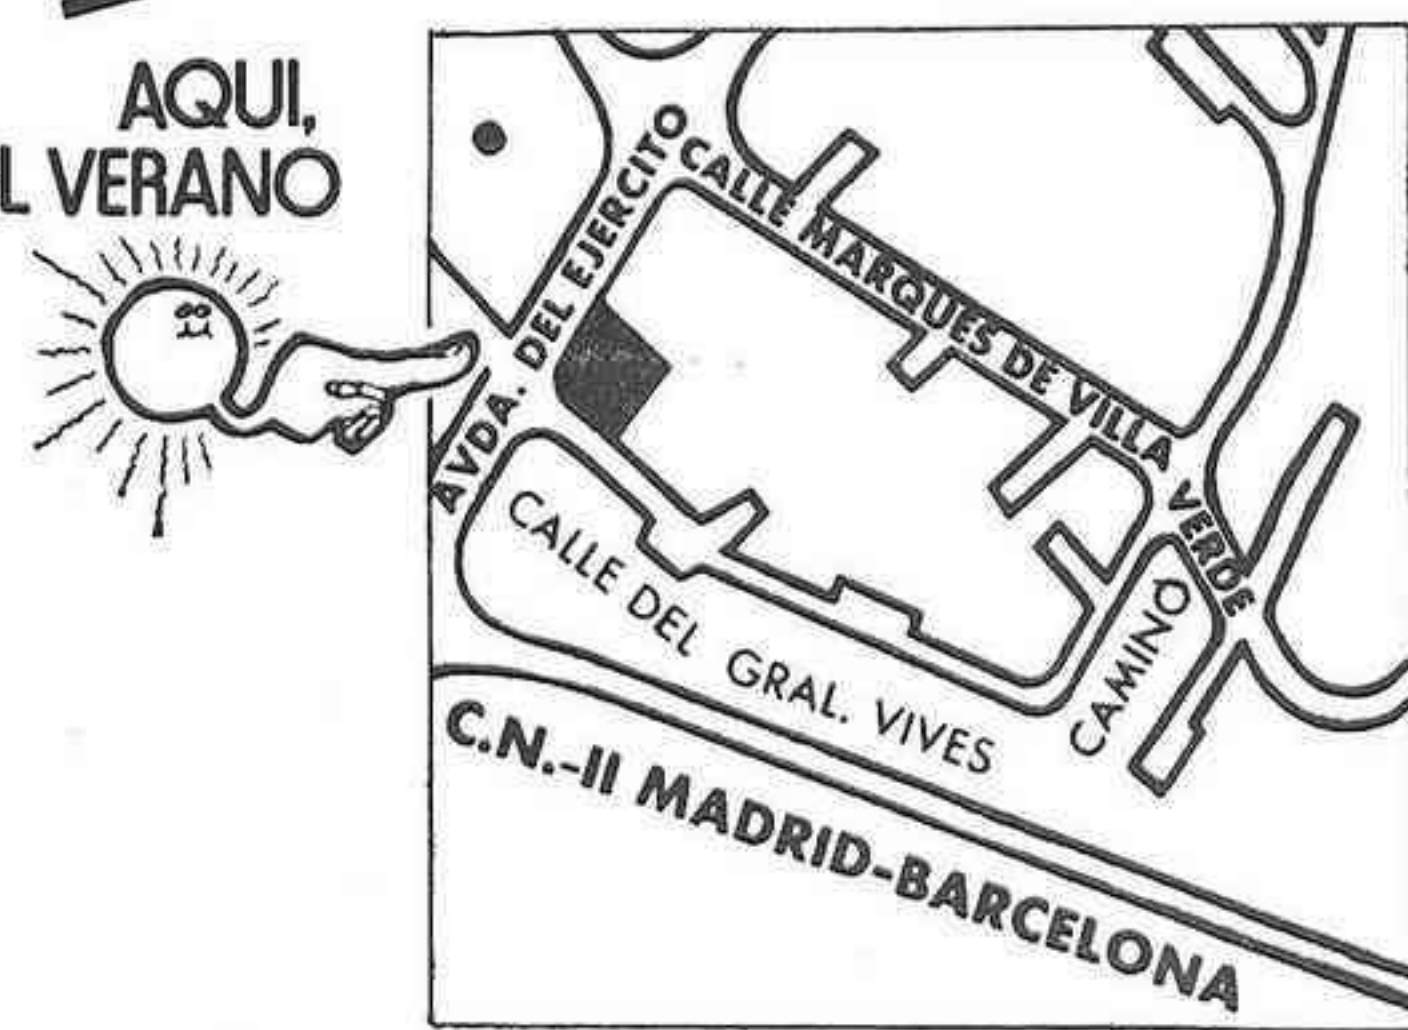 AQUI,
L VERANO
AVDA. DEL EJERCITO
CALLE MARQUES DE VILLA VERDE
CALLE DEL GRAL. VIVES
CAMINO
C.N.-II MADRID-BARCELONA